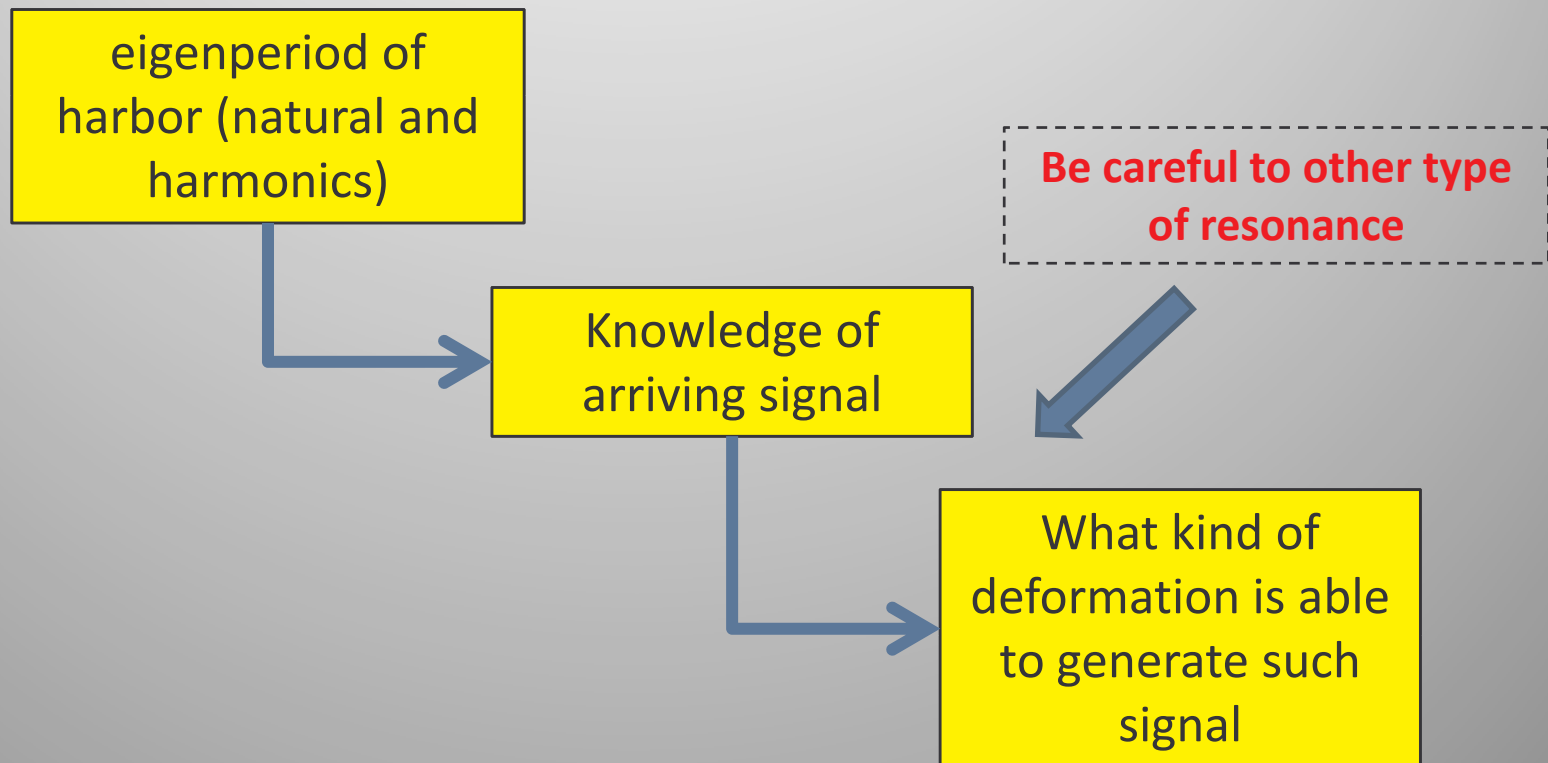 eigenperiod of
harbor (natural and
harmonics)
Be careful to other type
of resonance
Knowledge of
arriving signal
What kind of
deformation is able
to generate such
signal